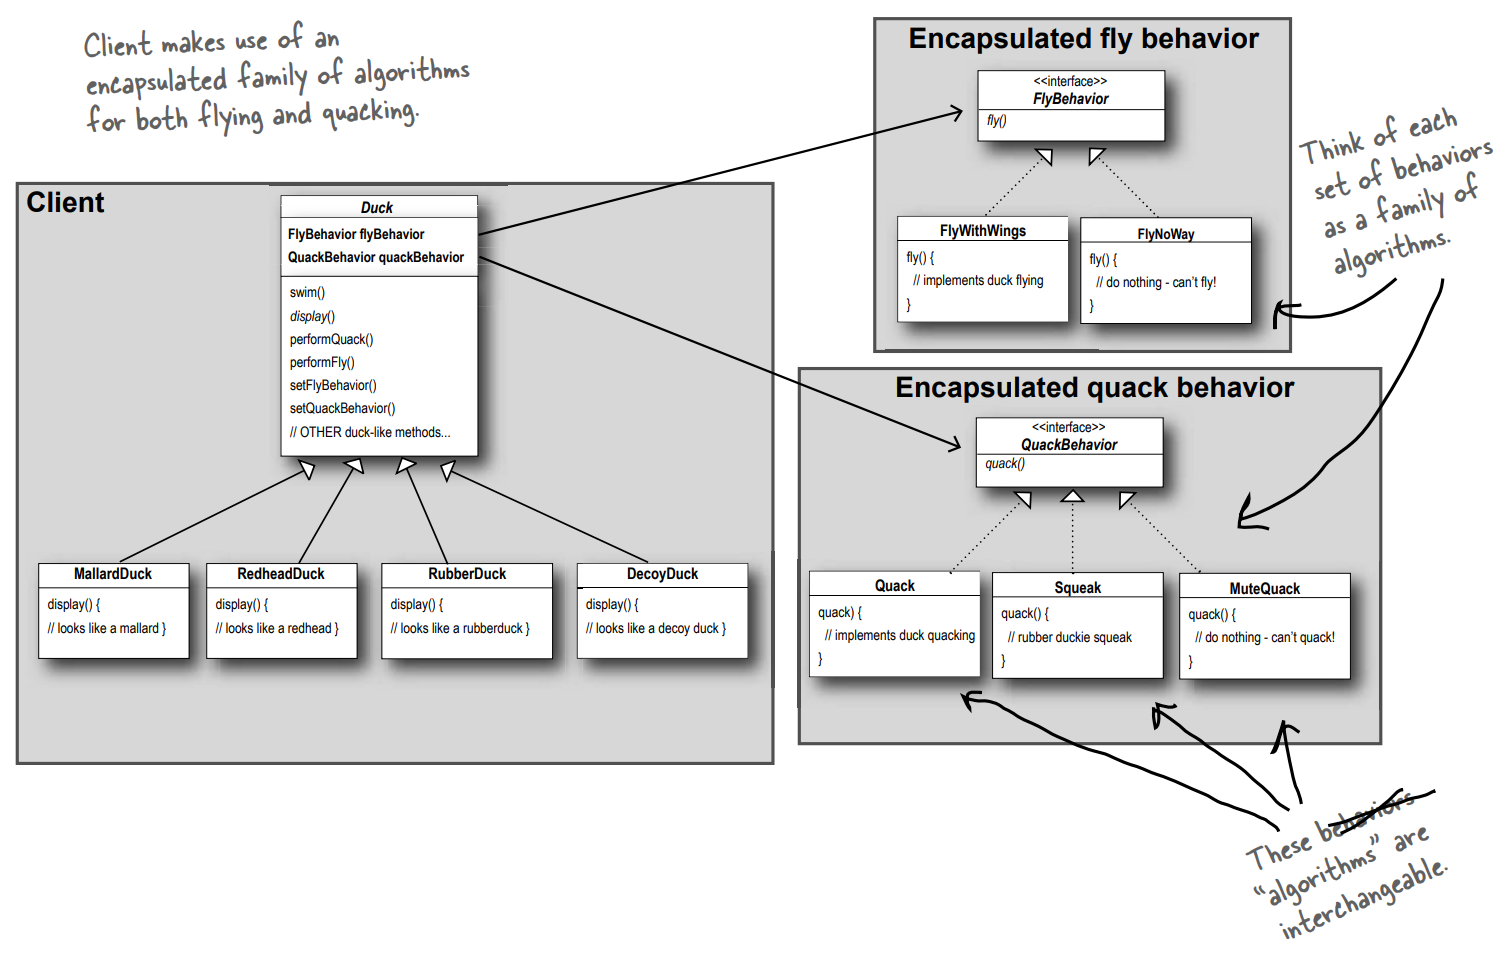 Client makes use of an
encapsulated family of algorithms
for both flying and quacking.
Client
Duck
FlyBehavior flyBehavior
QuackBehavior quackBehavior
swim()
display()
performQuack()
performFly()
setFlyBehavior()
setQuackBehavior()
// OTHER duck-like methods...
MallardDuck
display() {
// looks like a mallard }
RedheadDuck
display() {
// looks like a redhead }
RubberDuck
display() {
// looks like a rubberduck }
DecoyDuck
display() {
// looks like a decoy duck }
Encapsulated fly behavior
<<interface>>
FlyBehavior
fly()
FlyWithWings
fly() {
// implements duck flying
}
FlyNoWay
fly() {
// do nothing - can't fly!
}
Think of each
set of behaviors
as a family of
algorithms.
Encapsulated quack behavior
<<interface>>
QuackBehavior
quack()
Quack
quack) {
// implements duck quacking
}
Squeak
quack() {
// rubber duckie squeak
}
MuteQuack
quack() {
// do nothing - can't quack!
}
These behaviors
“algorithms” are
interchangeable.